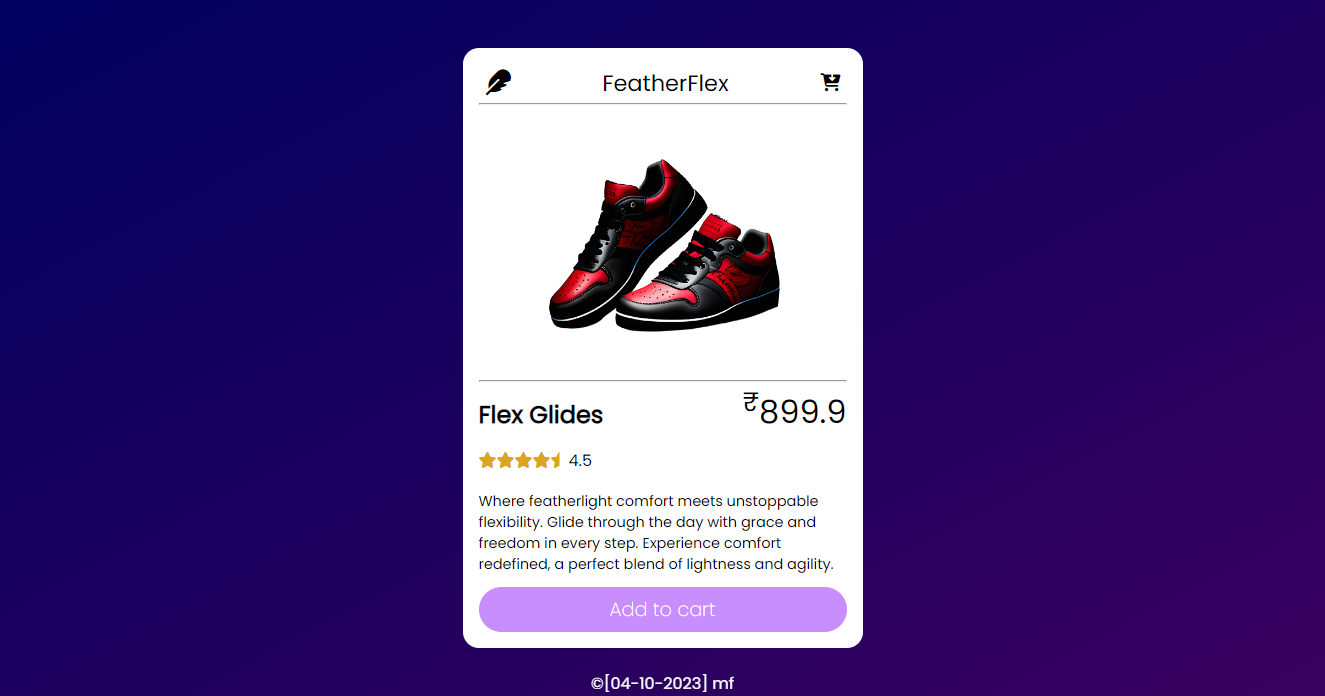 FeatherFlex
Flex Glides
₹899.9
4.5
Where featherlight comfort meets unstoppable
flexibility. Glide through the day with grace and
freedom in every step. Experience comfort
redefined, a perfect blend of lightness and agility.
Add to cart
©[04-10-2023] mf